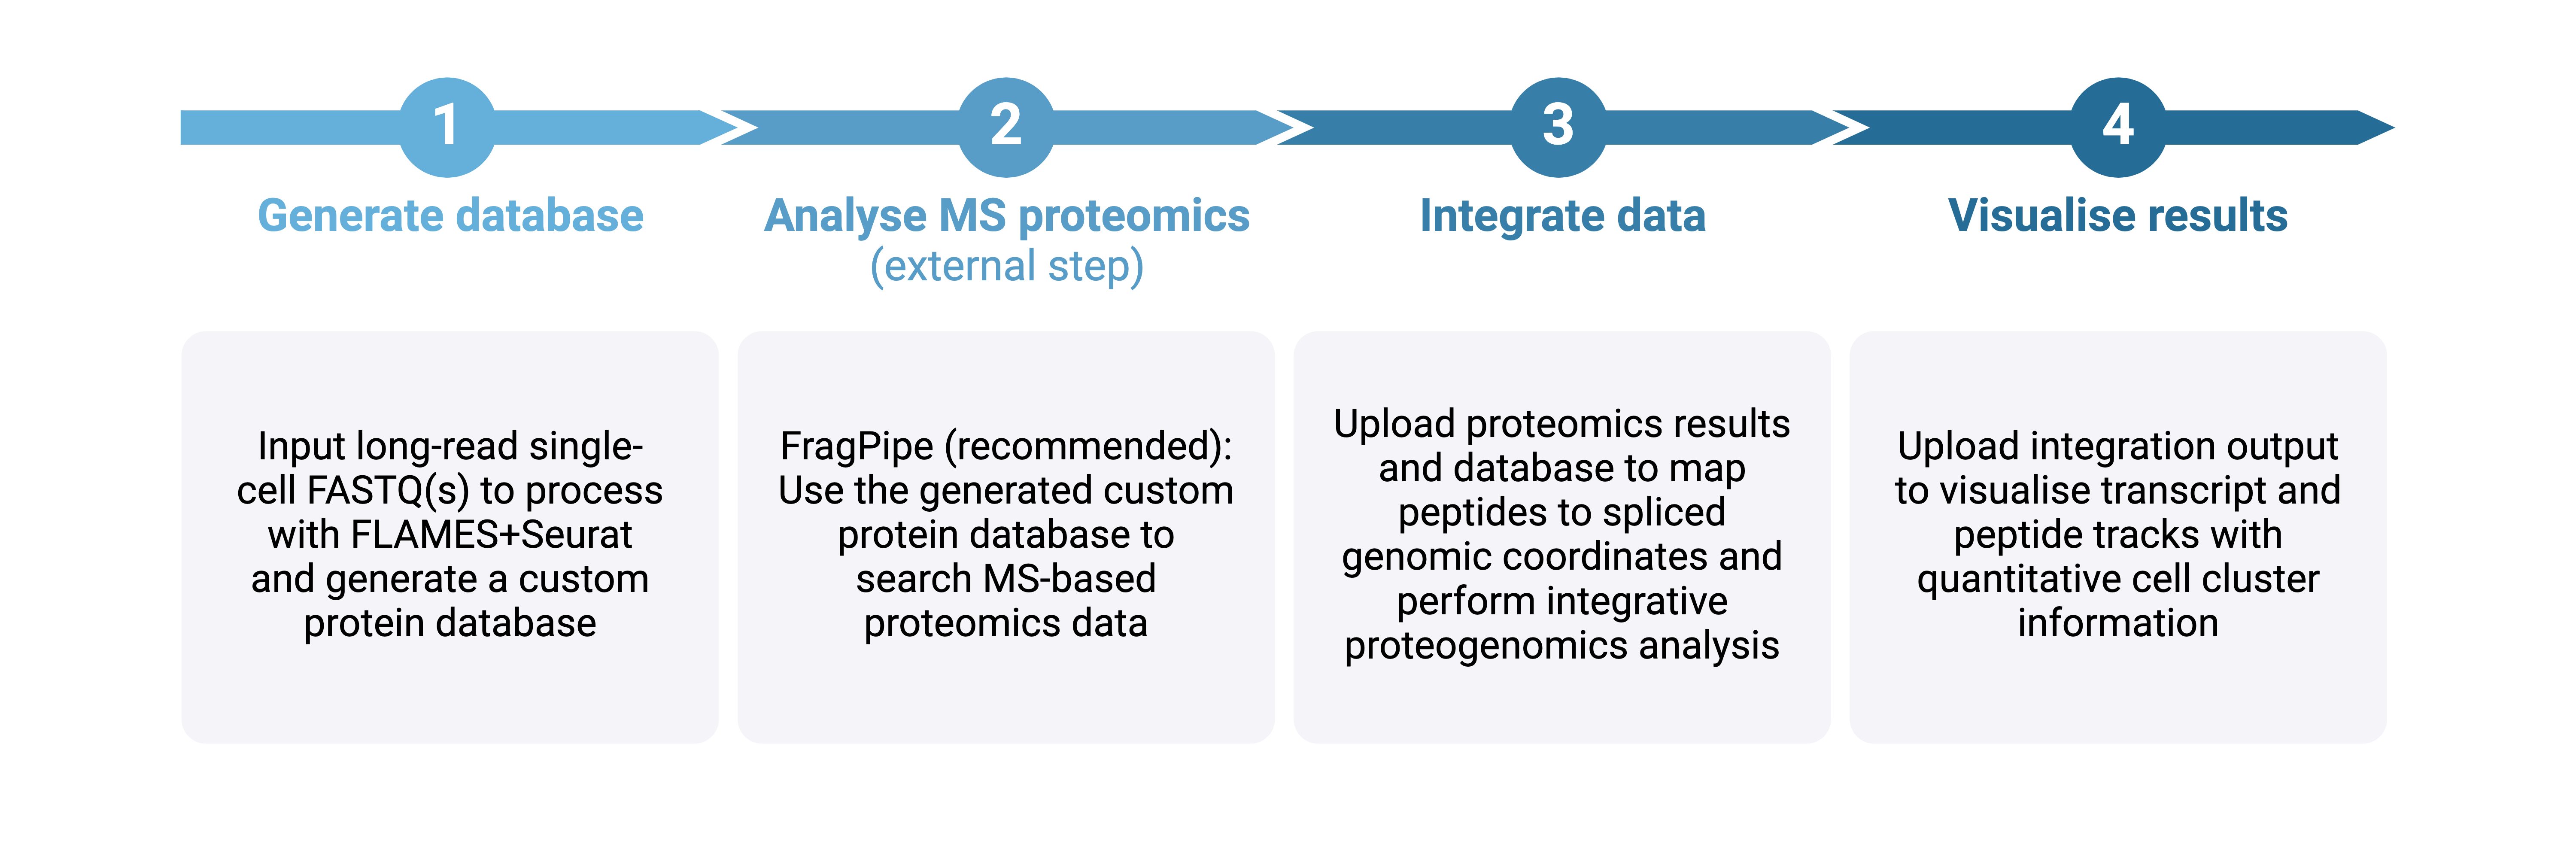 1
Generate database
Input long-read single-
cell FASTQ(s) to process
with FLAMES+Seurat
and generate a custom
protein database
2
Analyse MS proteomics
(external step)
FragPipe (recommended):
Use the generated custom
protein database to
search MS-based
proteomics data
3
Integrate data
Upload proteomics results
and database to map
peptides to spliced
genomic coordinates and
perform integrative
proteogenomics analysis
4
Visualise results
Upload integration output
to visualise transcript and
peptide tracks with
quantitative cell cluster
information